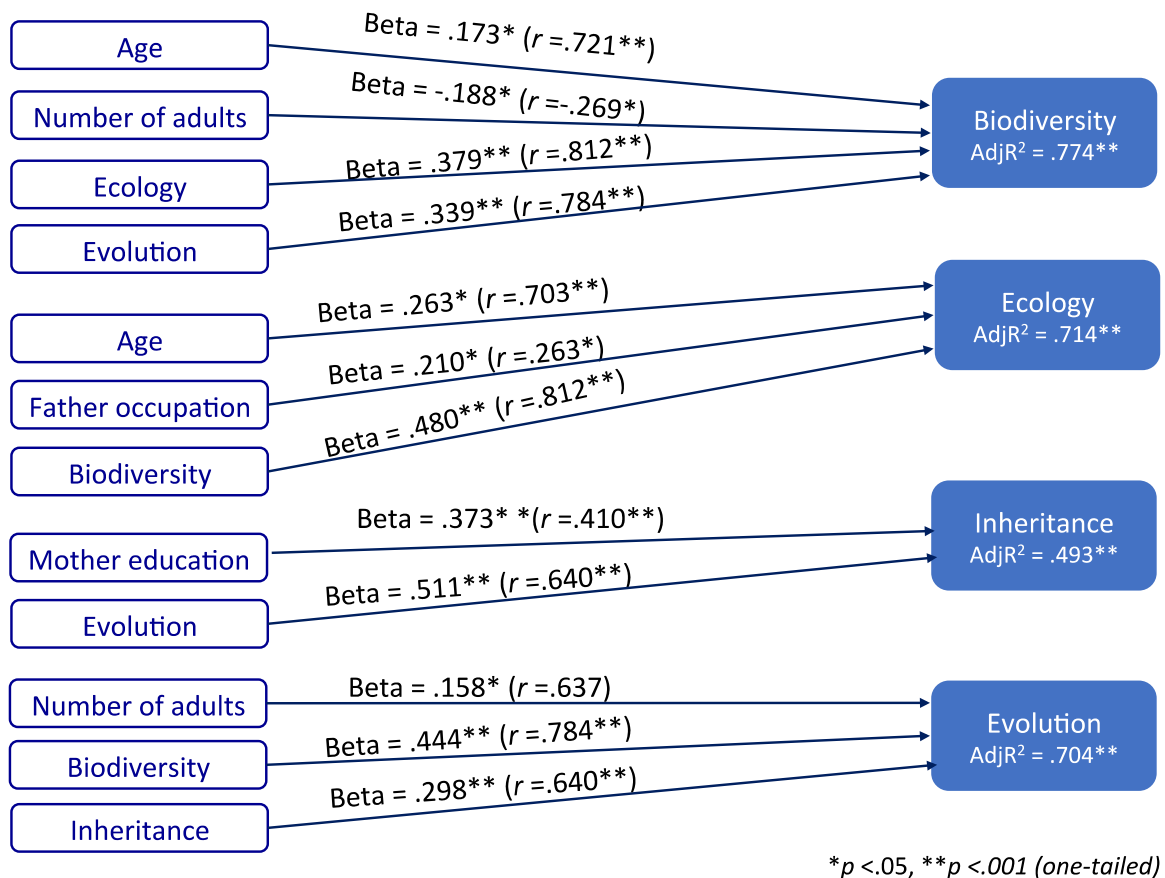 Age
Beta = .173* (r =.721**)
Number of adults
Beta = -.188* (r =-.269*)
Ecology
Beta = .379** (r =.812**)
Evolution
Beta = .339** (r =.784**)
Biodiversity
AdjR² = .774**
Age
Beta = .263* (r =.703**)
Father occupation
Beta = .210* (r =.263*)
Biodiversity
Beta = .480** (r =.812**)
Ecology
AdjR² = .714**
Mother education
Beta = .373* *(r =.410**)
Evolution
Beta = .511** (r =.640**)
Inheritance
AdjR² = .493**
Number of adults
Beta = .158* (r =.637)
Biodiversity
Beta = .444** (r =.784**)
Inheritance
Beta = .298** (r =.640**)
Evolution
AdjR² = .704**
*p <.05, **p <.001 (one-tailed)